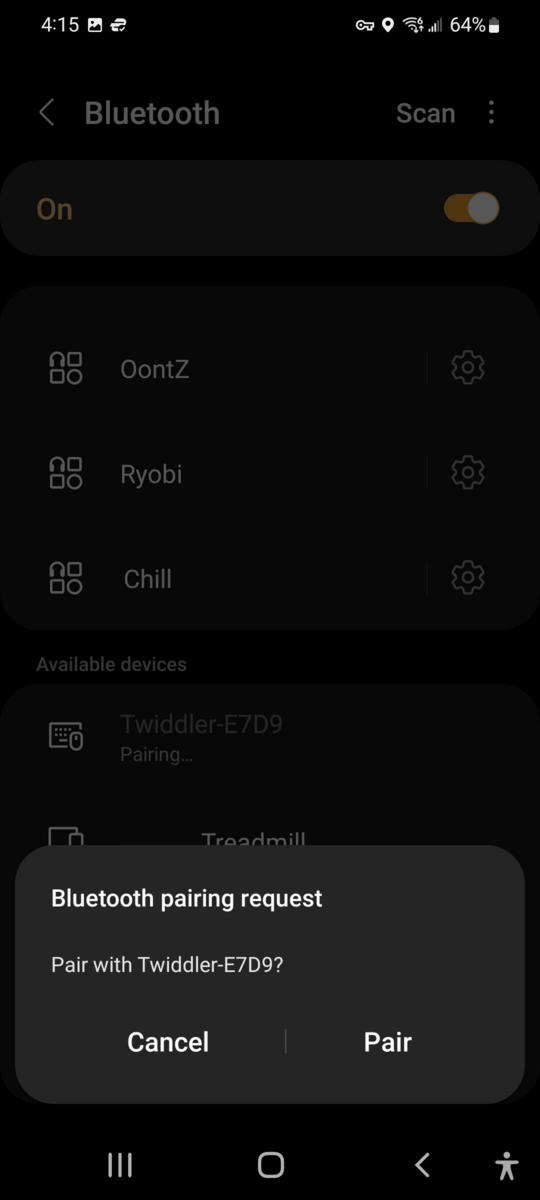 4:15 64%
Bluetooth Scan
On
OontZ
Ryobi
Chill
Available devices
Twiddler-E7D9
Pairing...
Treadmill
Bluetooth pairing request
Pair with Twiddler-E7D9?
Cancel Pair